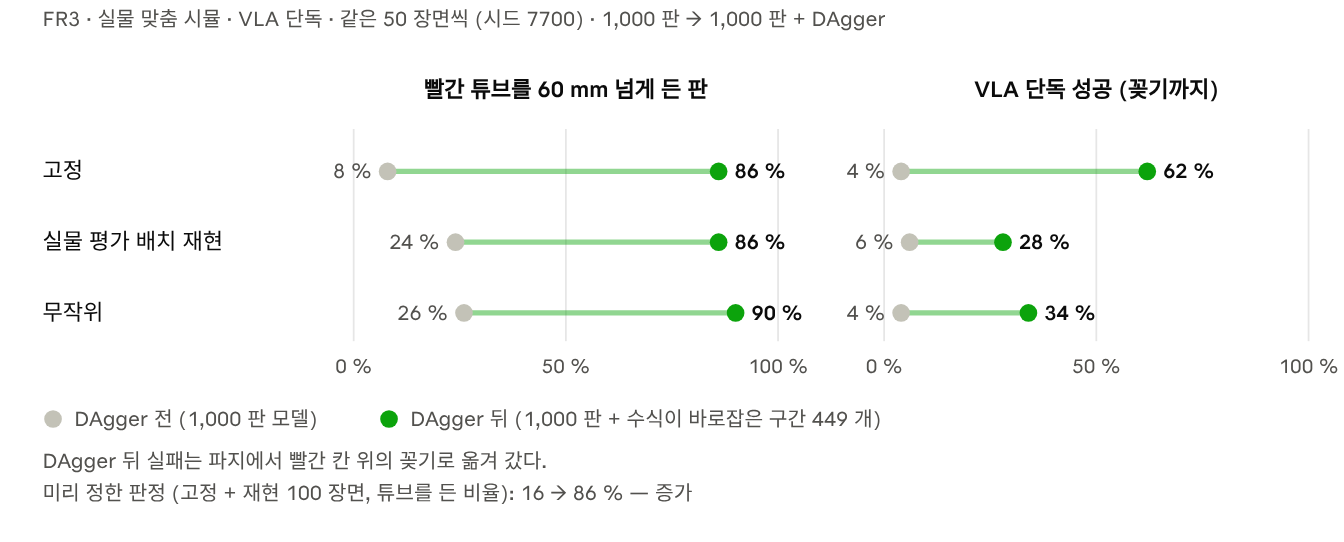 FR3 · 실물 맞춤 시뮬 · VLA 단독 · 같은 50 장면씩 (시드 7700) · 1,000 판 → 1,000 판 + DAgger
빨간 튜브를 60 mm 넘게 든 판
VLA 단독 성공 (꽂기까지)
고정
8 %
86 %
4 %
62 %
실물 평가 배치 재현
24 %
86 %
6 %
28 %
무작위
26 %
90 %
4 %
34 %
0 %
50 %
100 %
0 %
50 %
100 %
DAgger 전 (1,000 판 모델)
DAgger 뒤 (1,000 판 + 수식이 바로잡은 구간 449 개)
DAgger 뒤 실패는 파지에서 빨간 칸 위의 꽂기로 옮겨 갔다.
미리 정한 판정 (고정 + 재현 100 장면, 튜브를 든 비율): 16 → 86 % — 증가